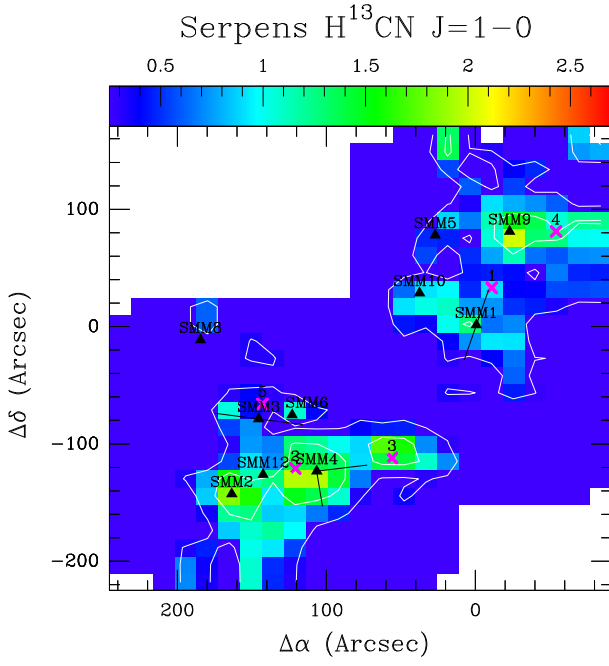 Serpens H¹³CN J=1−0
0.5 1 1.5 2 2.5
100
0
−100
−200
Δδ (Arcsec)
SMM9 4
SMM5
1
SMM10
SMM1
SMM8
5
SMM3 SMM6
3
2 SMM4
SMM12
SMM2
200 100 0
Δα (Arcsec)